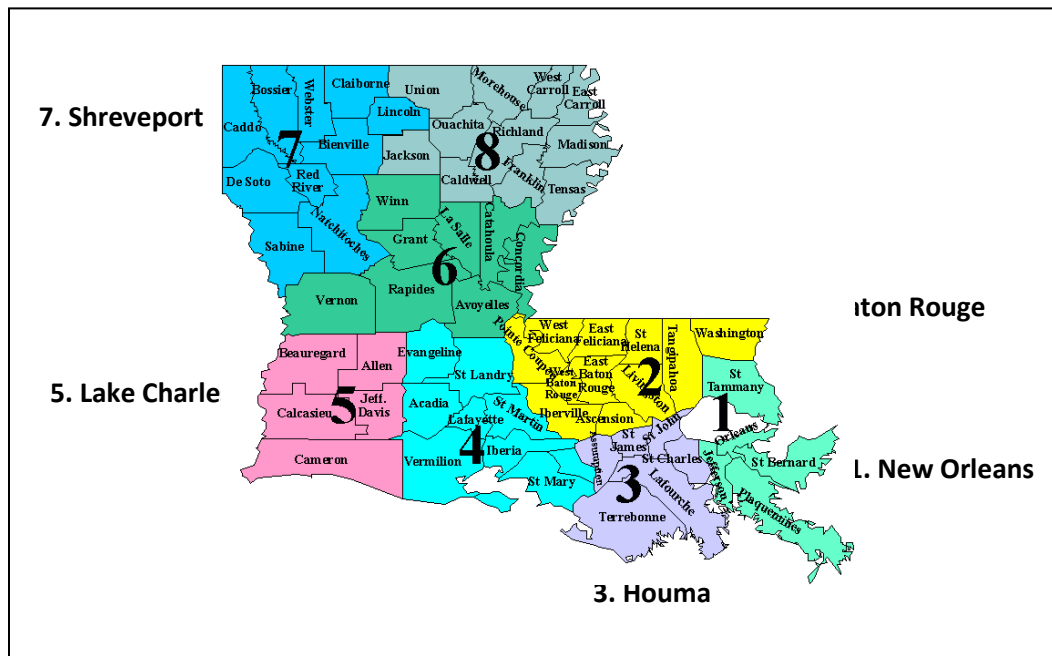 Claiborne
Union
Morehouse
West
Carroll
East
Carroll
Bossier
Webster
Lincoln
7. Shreveport
Caddo
7
Bienville
Ouachita
Richland
8
Madison
Jackson
Franklin
Caldwell
Tensas
De Soto
Red
River
Winn
Natchitoches
La Salle
Catahoula
Concordia
Sabine
Grant
6
Vernon
Rapides
Avoyelles
ton Rouge
Pointe Coupee
West
Feliciana
East
Feliciana
St
Helena
Tangipahoa
Washington
Beauregard
Allen
Evangeline
St Landry
West
Baton
Rouge
East
Baton
Rouge
Livingston
2
St
Tammany
5. Lake Charle
Calcasieu
5
Jeff.
Davis
Acadia
Lafayette
St Martin
Iberville
Ascension
1
Orleans
Cameron
Vermilion
4
Iberia
St Mary
Assumption
St
James
St John
St Charles
Jefferson
St Bernard
1. New Orleans
3
Lafourche
Plaquemines
Terrebonne
3. Houma